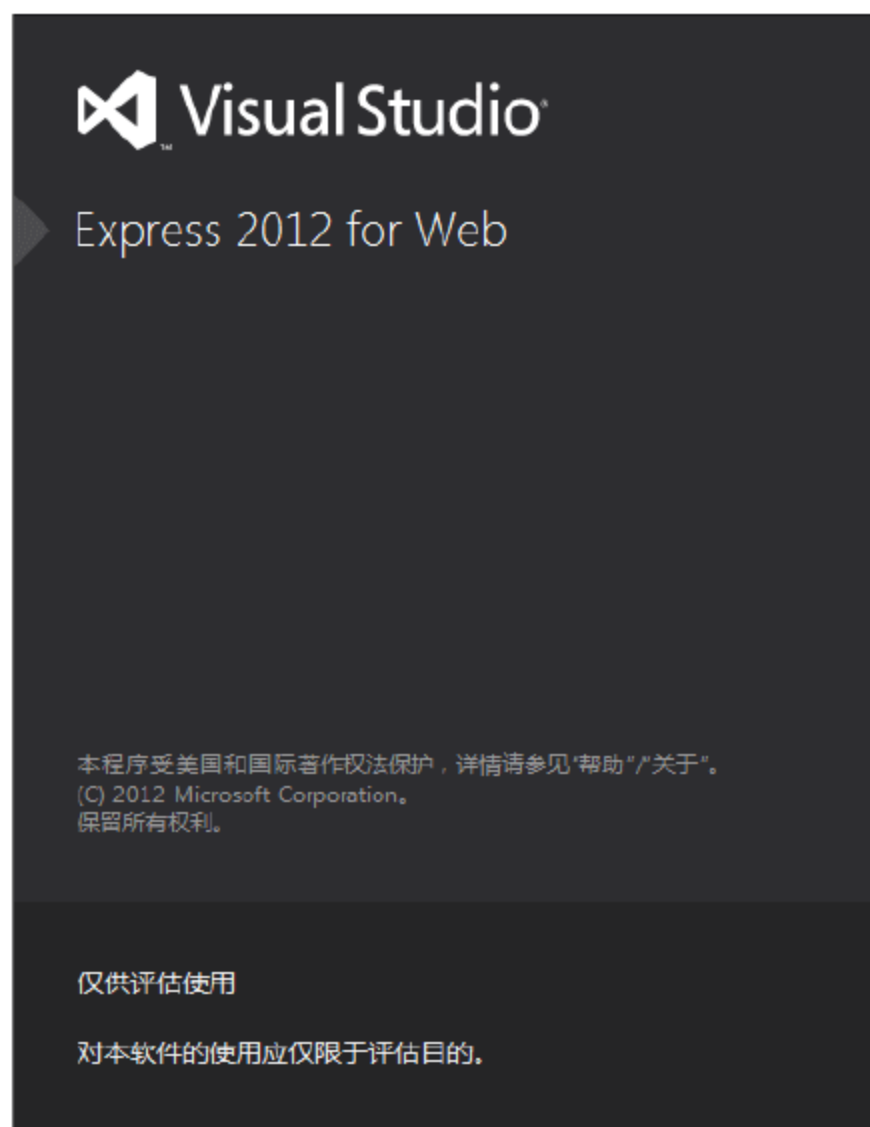 Visual Studio®
Express 2012 for Web
本程序受美国和国际著作权法保护，详情请参见"帮助"/"关于"。
(C) 2012 Microsoft Corporation。
保留所有权利。
仅供评估使用
对本软件的使用应仅限于评估目的。